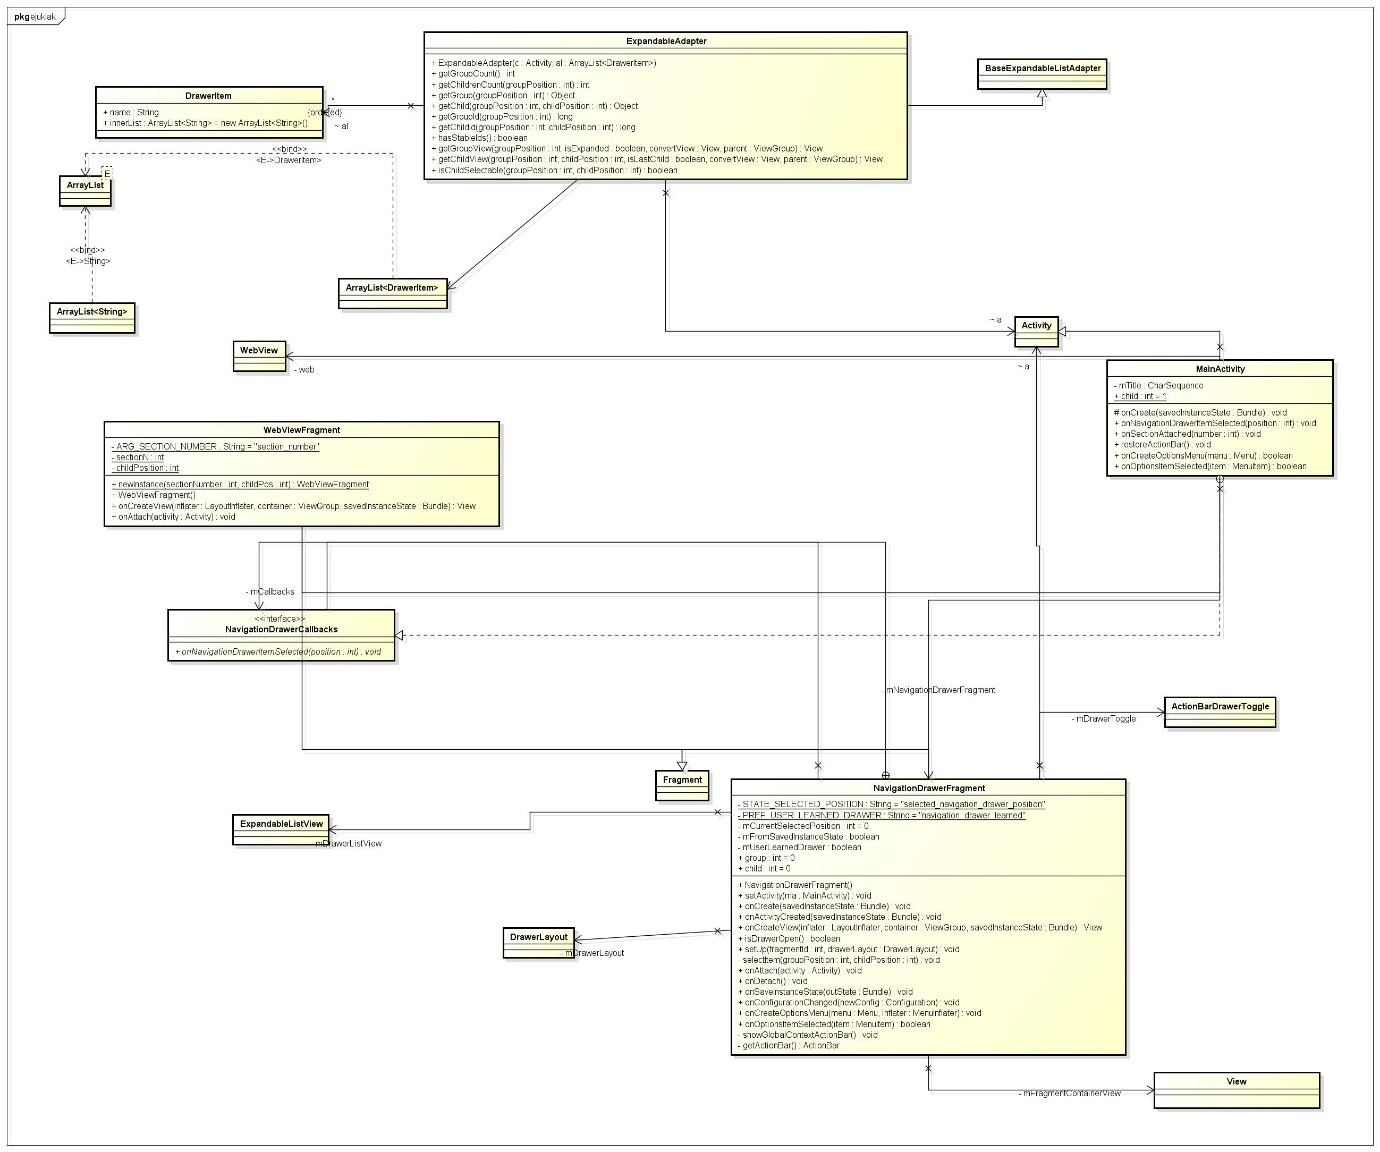 pkg ejuklak
ExpandableAdapter
+ ExpandableAdapter(c : Activity, al : ArrayList<DrawerItem>)
+ getGroupCount() : int
+ getChildrenCount(groupPosition : int) : int
+ getGroup(groupPosition : int) : Object
+ getChild(groupPosition : int, childPosition : int) : Object
+ getGroupId(groupPosition : int) : long
+ getChildId(groupPosition : int, childPosition : int) : long
+ hasStableIds() : boolean
+ getGroupView(groupPosition : int, isExpanded : boolean, convertView : View, parent : ViewGroup) : View
+ getChildView(groupPosition : int, childPosition : int, isLastChild : boolean, convertView : View, parent : ViewGroup) : View
+ isChildSelectable(groupPosition : int, childPosition : int) : boolean
BaseExpandableListAdapter
DrawerItem
+ name : String
+ innerList : ArrayList<String> = new ArrayList<String>()
*
{ordered}
~ al
<<bind>>
<E->DrawerItem>
E
ArrayList
<<bind>>
<E->String>
ArrayList<DrawerItem>
ArrayList<String>
~ a
Activity
WebView
- web
~ a
MainActivity
- mTitle : CharSequence
+ child : int = 1
# onCreate(savedInstanceState : Bundle) : void
+ onNavigationDrawerItemSelected(position : int) : void
+ onSectionAttached(number : int) : void
+ restoreActionBar() : void
+ onCreateOptionsMenu(menu : Menu) : boolean
+ onOptionsItemSelected(item : MenuItem) : boolean
WebViewFragment
- ARG_SECTION_NUMBER : String = "section_number"
- sectionN : int
- childPosition : int
+ newInstance(sectionNumber : int, childPos : int) : WebViewFragment
+ WebViewFragment()
+ onCreateView(inflater : LayoutInflater, container : ViewGroup, savedInstanceState : Bundle) : View
+ onAttach(activity : Activity) : void
- mCallbacks
<<interface>>
NavigationDrawerCallbacks
+ onNavigationDrawerItemSelected(position : int) : void
- mNavigationDrawerFragment
ActionBarDrawerToggle
- mDrawerToggle
Fragment
NavigationDrawerFragment
- STATE_SELECTED_POSITION : String = "selected_navigation_drawer_position"
- PREF_USER_LEARNED_DRAWER : String = "navigation_drawer_learned"
- mCurrentSelectedPosition : int = 0
- mFromSavedInstanceState : boolean
- mUserLearnedDrawer : boolean
+ group : int = 0
+ child : int = 0
+ NavigationDrawerFragment()
+ setActivity(ma : MainActivity) : void
+ onCreate(savedInstanceState : Bundle) : void
+ onActivityCreated(savedInstanceState : Bundle) : void
+ onCreateView(inflater : LayoutInflater, container : ViewGroup, savedInstanceState : Bundle) : View
+ isDrawerOpen() : boolean
+ setUp(fragmentId : int, drawerLayout : DrawerLayout) : void
- selectItem(groupPosition : int, childPosition : int) : void
+ onAttach(activity : Activity) : void
+ onDetach() : void
+ onSaveInstanceState(outState : Bundle) : void
+ onConfigurationChanged(newConfig : Configuration) : void
+ onCreateOptionsMenu(menu : Menu, inflater : MenuInflater) : void
+ onOptionsItemSelected(item : MenuItem) : boolean
- showGlobalContextActionBar() : void
- getActionBar() : ActionBar
ExpandableListView
- mDrawerListView
DrawerLayout
- mDrawerLayout
View
- mFragmentContainerView